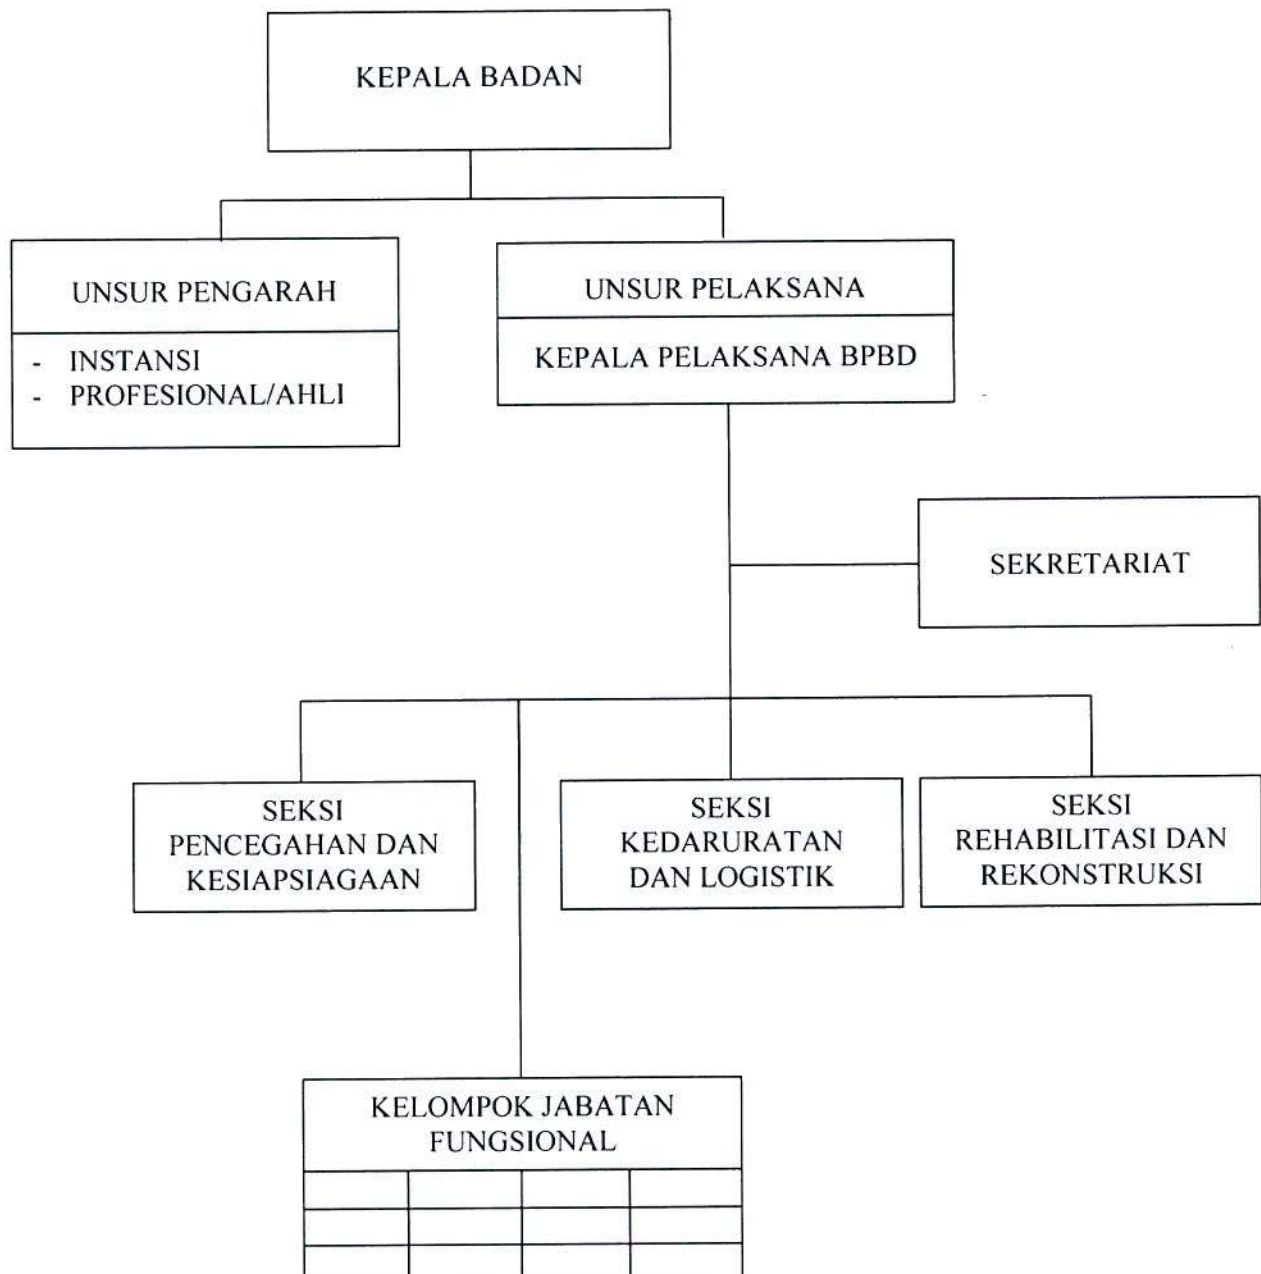 KEPALA BADAN
UNSUR PENGARAH
- INSTANSI
- PROFESIONAL/AHLI
UNSUR PELAKSANA
KEPALA PELAKSANA BPBD
SEKRETARIAT
SEKSI
PENCEGAHAN DAN
KESIAPSIAGAAN
SEKSI
KEDARURATAN
DAN LOGISTIK
SEKSI
REHABILITASI DAN
REKONSTRUKSI
KELOMPOK JABATAN
FUNGSIONAL